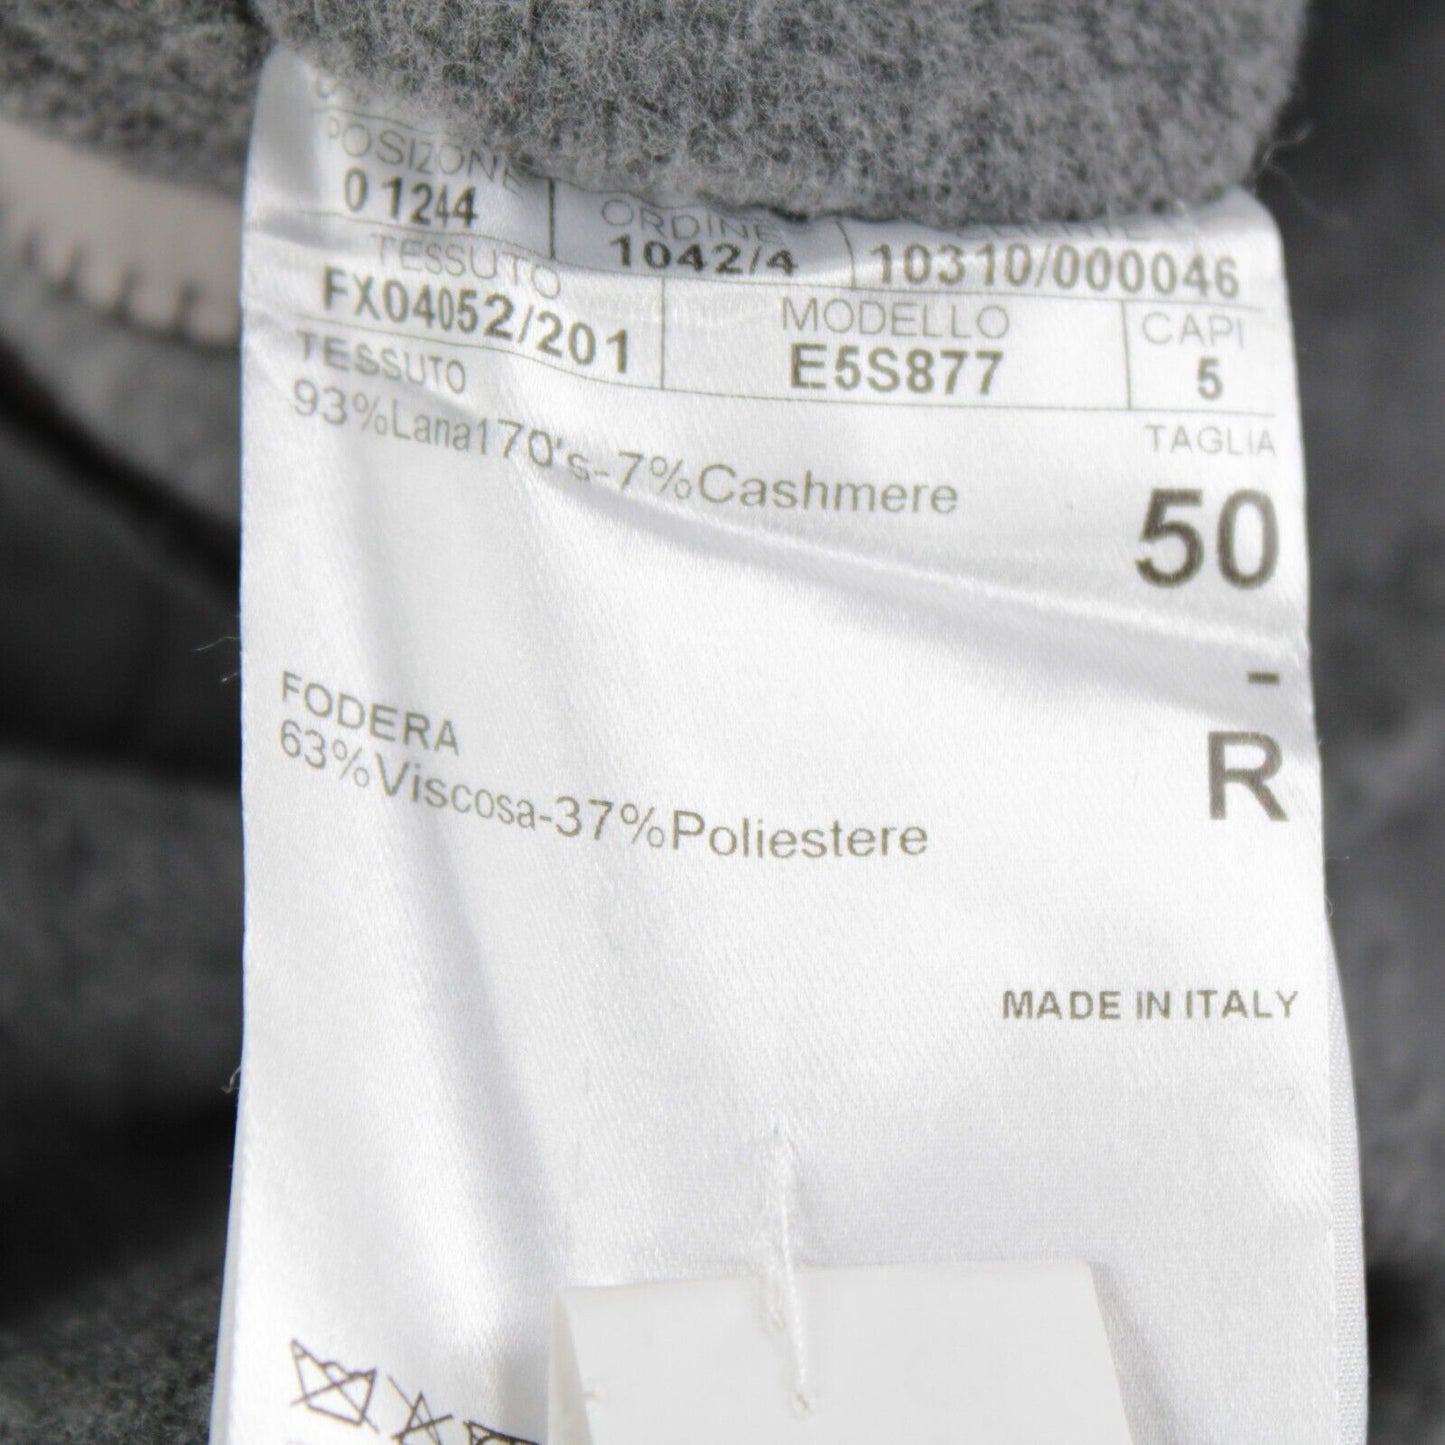 POSIZONE ORDINE
0 1244 1042/4 10310/000046
TESSUTO MODELLO CAPI
FX04052/201 E5S877 5
TESSUTO TAGLIA
93%Lana170's-7%Cashmere 50
-
R
FODERA
63%Viscosa-37%Poliestere
MADE IN ITALY